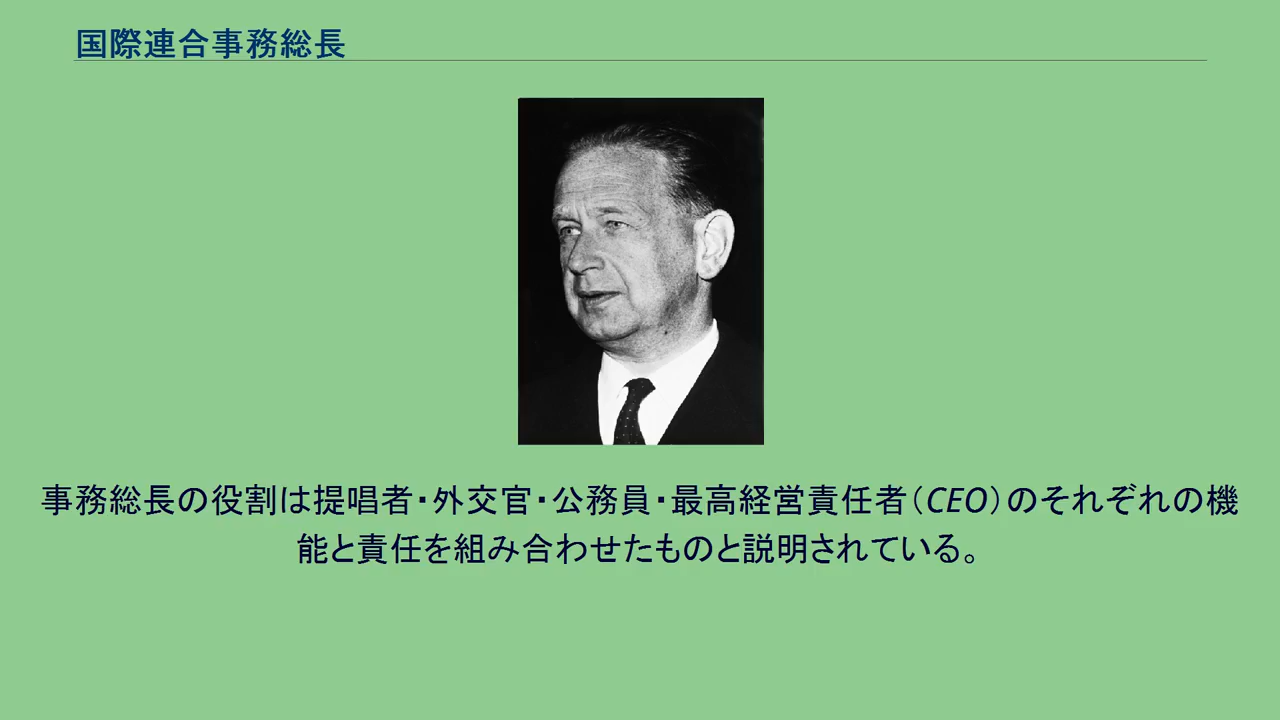 国際連合事務総長
事務総長の役割は提唱者・外交官・公務員・最高経営責任者（CEO）のそれぞれの機
能と責任を組み合わせたものと説明されている。